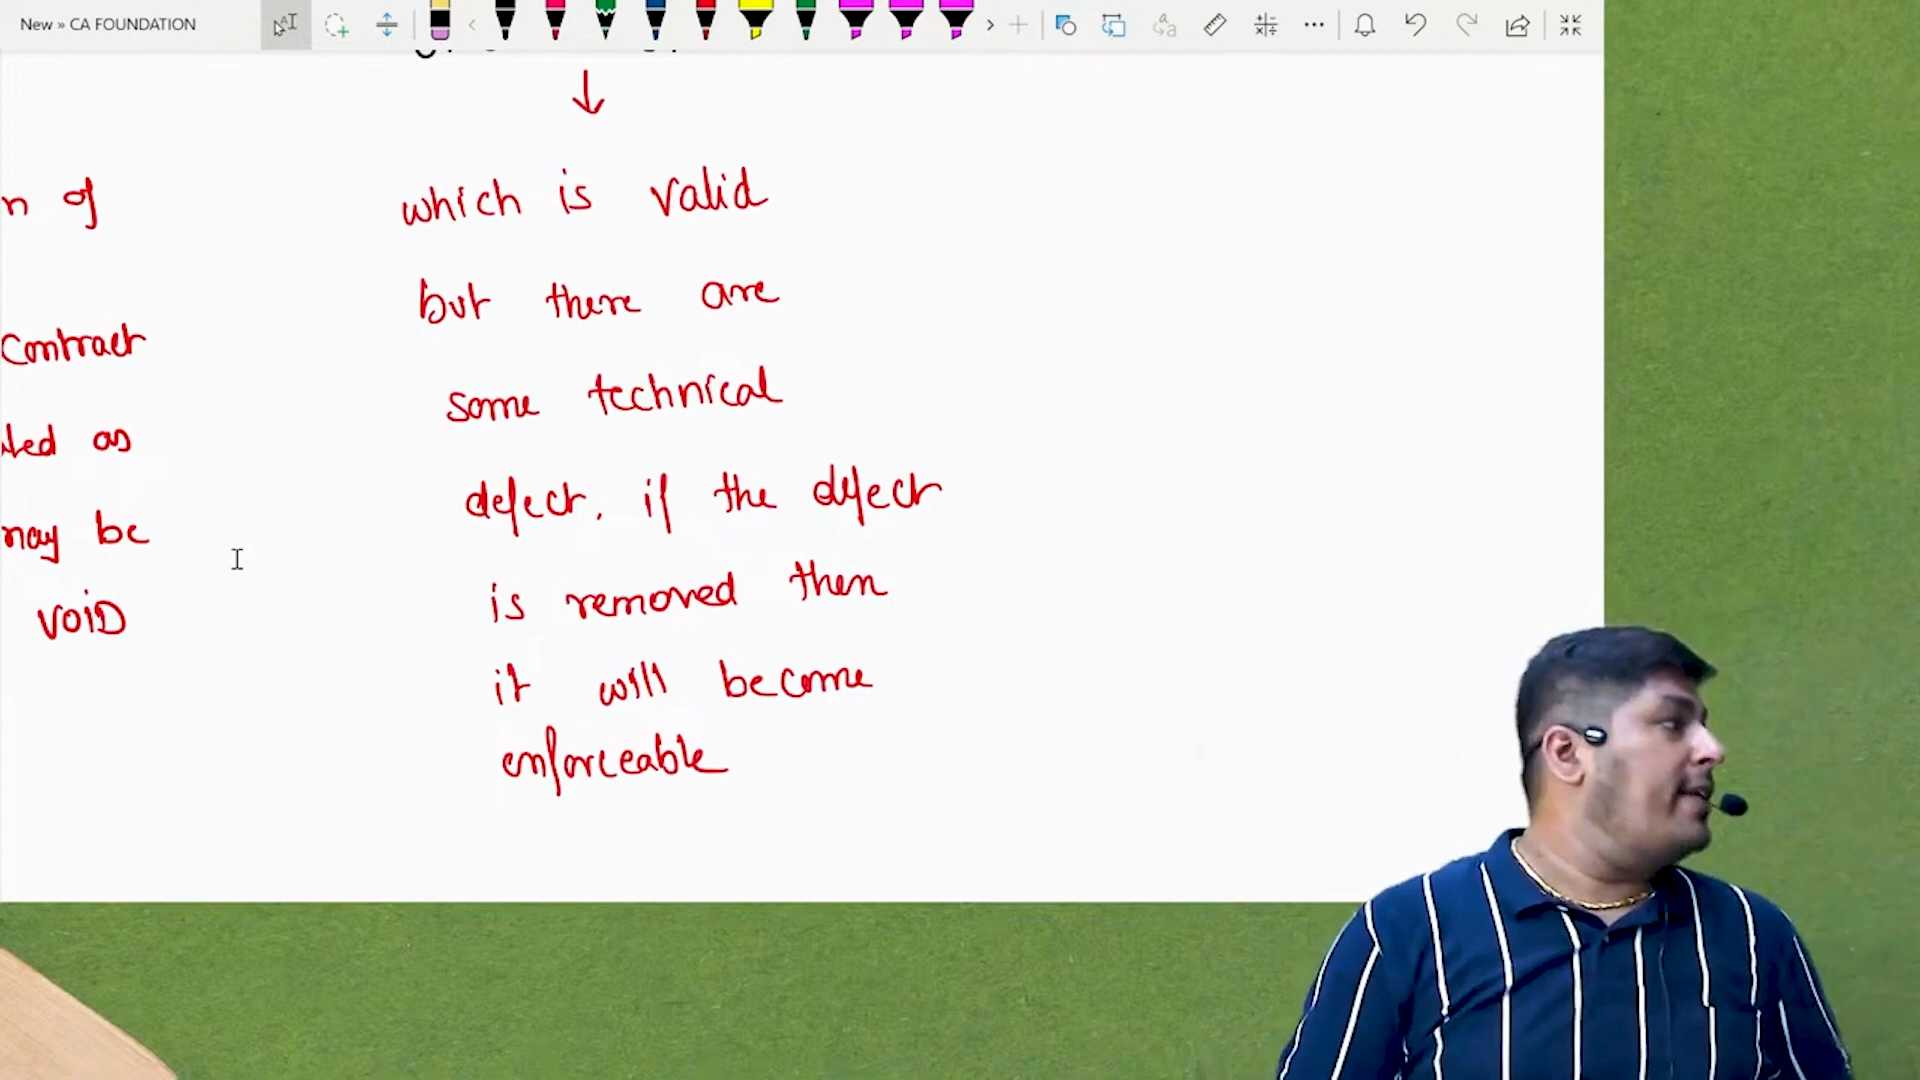 New » CA FOUNDATION
of
Contract
as
may be
VOID
which is valid
but there are
some technical
defect. if the defect
is removed then
it will become
enforceable